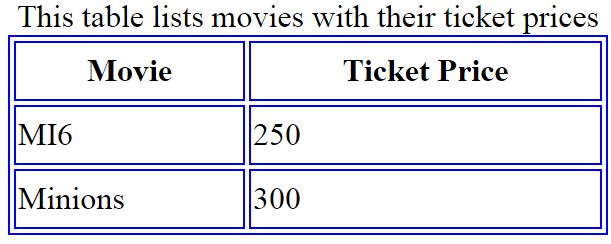 This table lists movies with their ticket prices
Movie Ticket Price
MI6 250
Minions 300